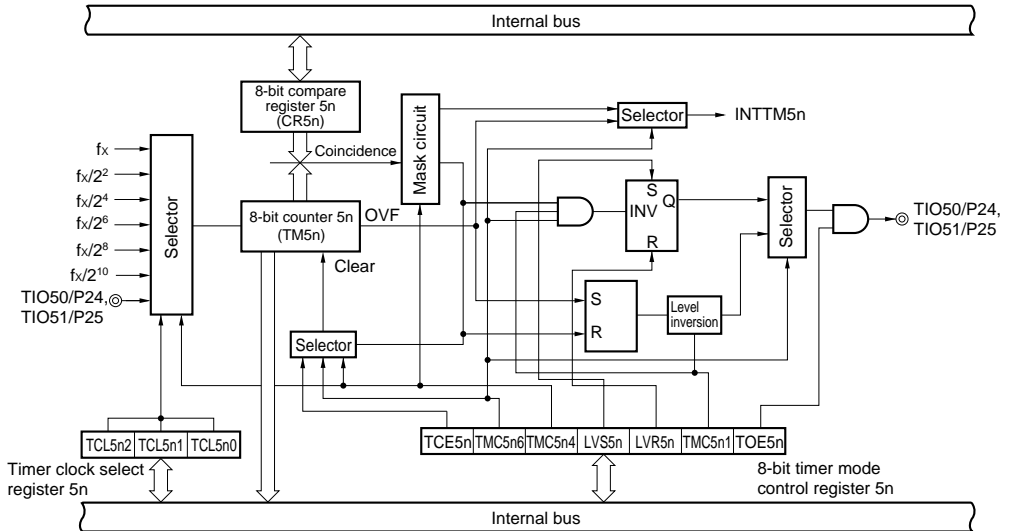 Internal bus
8-bit compare
register 5n
(CR5n)
Mask circuit
Selector
INTTM5n
Coincidence
fX
fX/2²
fX/2⁴
fX/2⁶
fX/2⁸
fX/2¹⁰
TIO50/P24,
TIO51/P25
Selector
8-bit counter 5n
(TM5n)
OVF
Clear
S
INV
Q
R
Selector
TIO50/P24,
TIO51/P25
S
R
Level
inversion
Selector
TCL5n2 TCL5n1 TCL5n0
TCE5n TMC5n6 TMC5n4 LVS5n LVR5n TMC5n1 TOE5n
Timer clock select
register 5n
8-bit timer mode
control register 5n
Internal bus